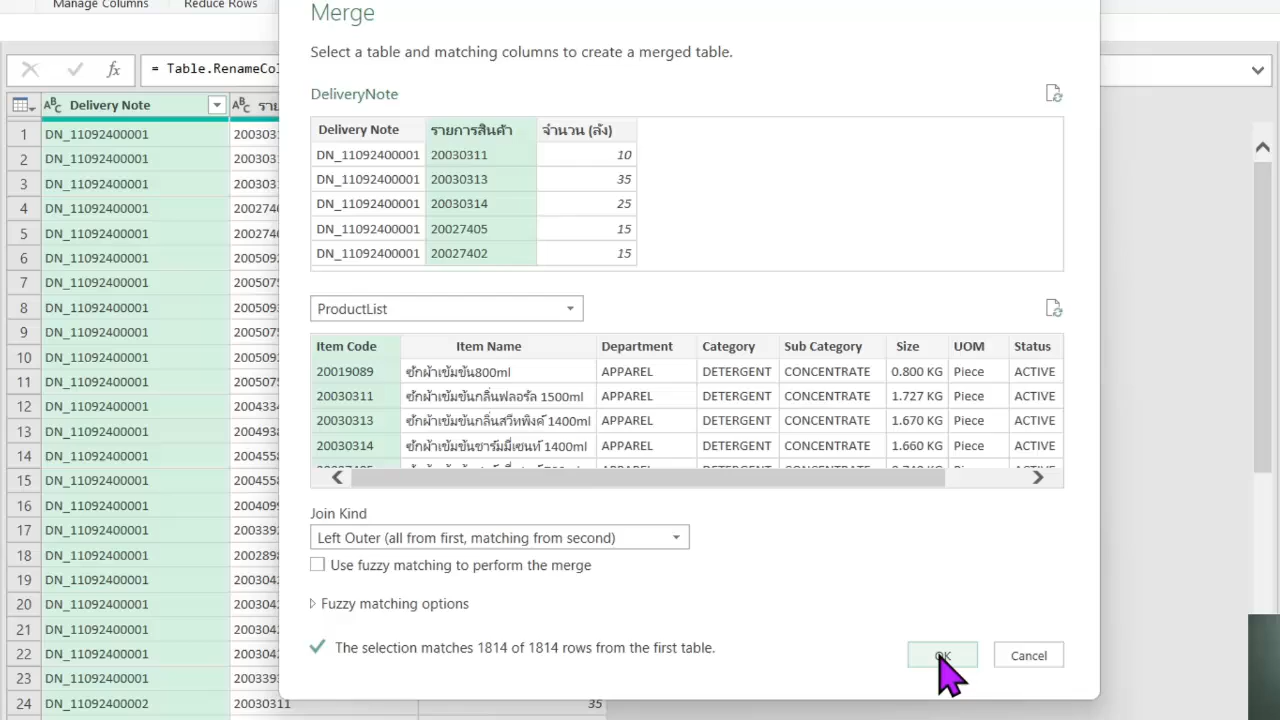 Manage Columns Reduce Rows
Merge
Select a table and matching columns to create a merged table.
fx = Table.RenameCol
DeliveryNote
Delivery Note
Delivery Note รายการสินค้า จำนวน (ลัง)
1 DN_11092400001 DN_11092400001 20030311 10
2 DN_11092400001 DN_11092400001 20030313 35
3 DN_11092400001 DN_11092400001 20030314 25
4 DN_11092400001 DN_11092400001 20027405 15
5 DN_11092400001 DN_11092400001 20027402 15
6 DN_11092400001
7 DN_11092400001
8 DN_11092400001 ProductList
9 DN_11092400001 Item Code Item Name Department Category Sub Category Size UOM Status
10 DN_11092400001 20019089 ซักผ้าเข้มข้น800ml APPAREL DETERGENT CONCENTRATE 0.800 KG Piece ACTIVE
11 DN_11092400001 20030311 ซักผ้าเข้มข้นกลิ่นฟลอรัล 1500ml APPAREL DETERGENT CONCENTRATE 1.727 KG Piece ACTIVE
12 DN_11092400001 20030313 ซักผ้าเข้มข้นกลิ่นสวีทพิงค์ 1400ml APPAREL DETERGENT CONCENTRATE 1.670 KG Piece ACTIVE
13 DN_11092400001 20030314 ซักผ้าเข้มข้นชาร์มมิ่งเซนท์ 1400ml APPAREL DETERGENT CONCENTRATE 1.660 KG Piece ACTIVE
14 DN_11092400001
15 DN_11092400001
16 DN_11092400001 Join Kind
17 DN_11092400001 Left Outer (all from first, matching from second)
18 DN_11092400001 Use fuzzy matching to perform the merge
19 DN_11092400001
20 DN_11092400001 Fuzzy matching options
21 DN_11092400001
22 DN_11092400001 The selection matches 1814 of 1814 rows from the first table. OK Cancel
23 DN_11092400001
24 DN_11092400002 20030311 35